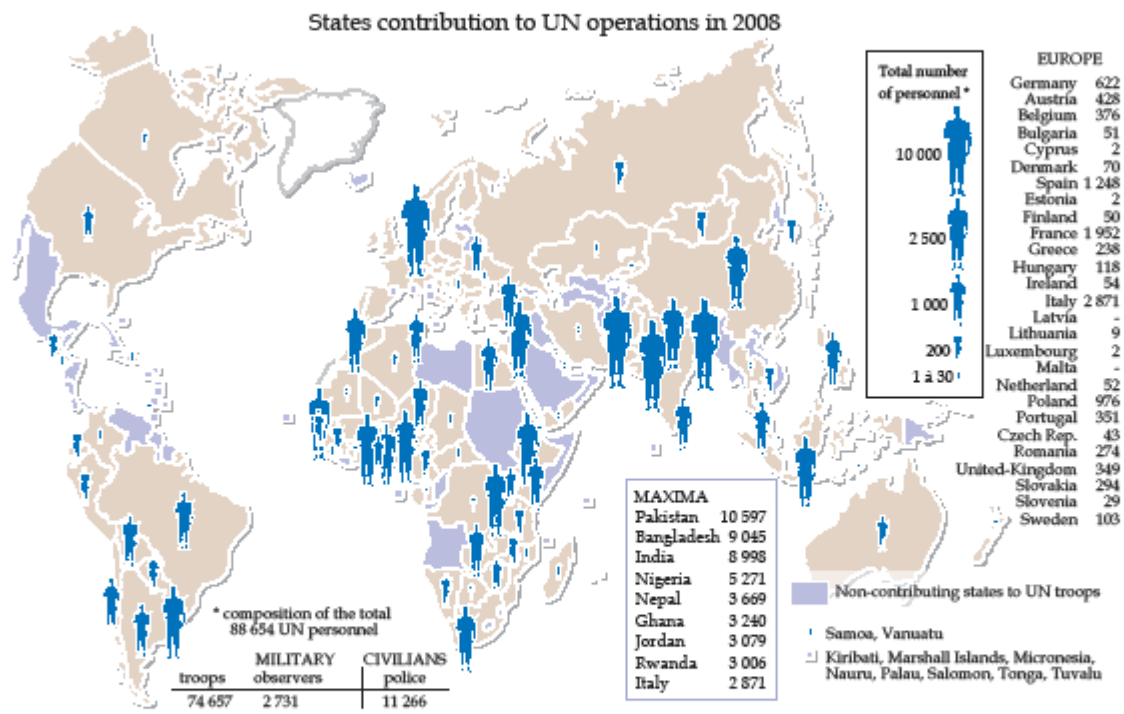 States contribution to UN operations in 2008
Total number
of personnel *
10 000
2 500
1 000
200
1 à 30
EUROPE
Germany 622
Austria 428
Belgium 376
Bulgaria 51
Cyprus 2
Denmark 70
Spain 1 248
Estonia 2
Finland 50
France 1 952
Greece 238
Hungary 118
Ireland 54
Italy 2 871
Latvia -
Lithuania 9
Luxembourg 2
Malta -
Netherland 52
Poland 976
Portugal 351
Czech Rep. 43
Romania 274
United-Kingdom 349
Slovakia 294
Slovenia 29
Sweden 103
MAXIMA
Pakistan 10 597
Bangladesh 9 045
India 8 998
Nigeria 5 271
Nepal 3 669
Ghana 3 240
Jordan 3 079
Rwanda 3 006
Italy 2 871
Non-contributing states to UN troops
Samoa, Vanuatu
Kiribati, Marshall Islands, Micronesia,
Nauru, Palau, Salomon, Tonga, Tuvalu
* composition of the total
88 654 UN personnel
MILITARY CIVILIANS
troops observers police
74 657 2 731 11 266